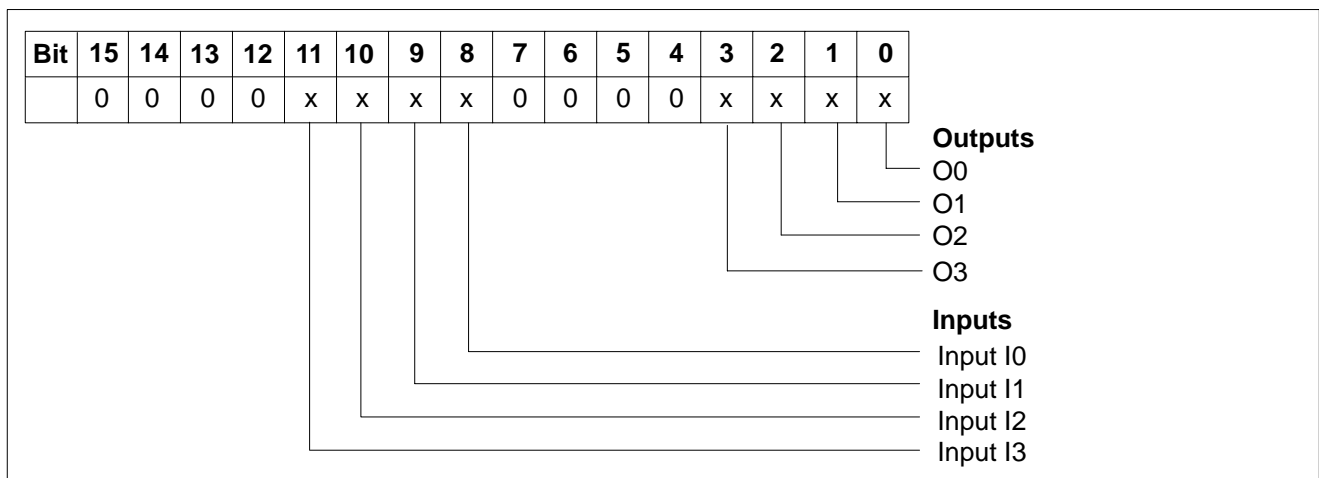 Bit 15 14 13 12 11 10 9 8 7 6 5 4 3 2 1 0
0 0 0 0 x x x x 0 0 0 0 x x x x
Outputs
O0
O1
O2
O3
Inputs
Input I0
Input I1
Input I2
Input I3